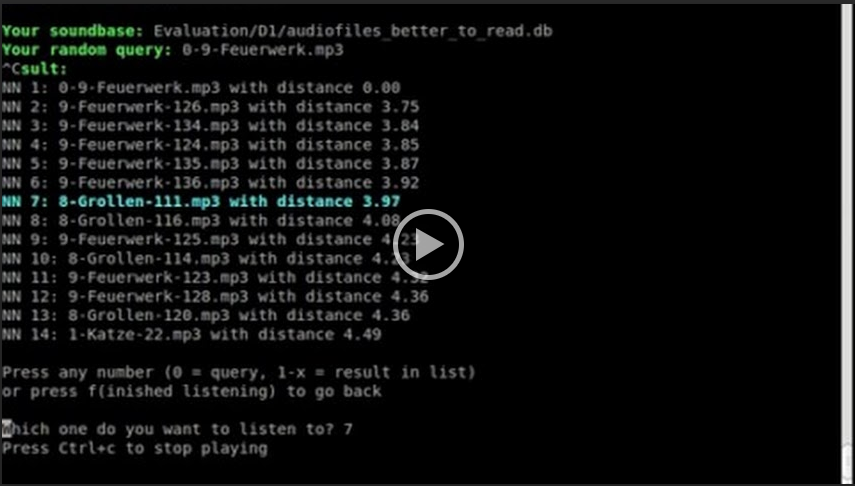 Your soundbase: Evaluation/D1/audiofiles_better_to_read.db
Your random query: 0-9-Feuerwerk.mp3
^Csult:
NN 1: 0-9-Feuerwerk.mp3 with distance 0.00
NN 2: 9-Feuerwerk-126.mp3 with distance 3.75
NN 3: 9-Feuerwerk-134.mp3 with distance 3.84
NN 4: 9-Feuerwerk-124.mp3 with distance 3.85
NN 5: 9-Feuerwerk-135.mp3 with distance 3.87
NN 6: 9-Feuerwerk-136.mp3 with distance 3.92
NN 7: 8-Grollen-111.mp3 with distance 3.97
NN 8: 8-Grollen-116.mp3 with distance 4.08
NN 9: 9-Feuerwerk-125.mp3 with distance 4.23
NN 10: 8-Grollen-114.mp3 with distance
NN 11: 9-Feuerwerk-123.mp3 with distance
NN 12: 9-Feuerwerk-128.mp3 with distance 4.36
NN 13: 8-Grollen-120.mp3 with distance 4.36
NN 14: 1-Katze-22.mp3 with distance 4.49
Press any number (0 = query, 1-x = result in list)
or press f(inished listening) to go back
Which one do you want to listen to? 7
Press Ctrl+c to stop playing